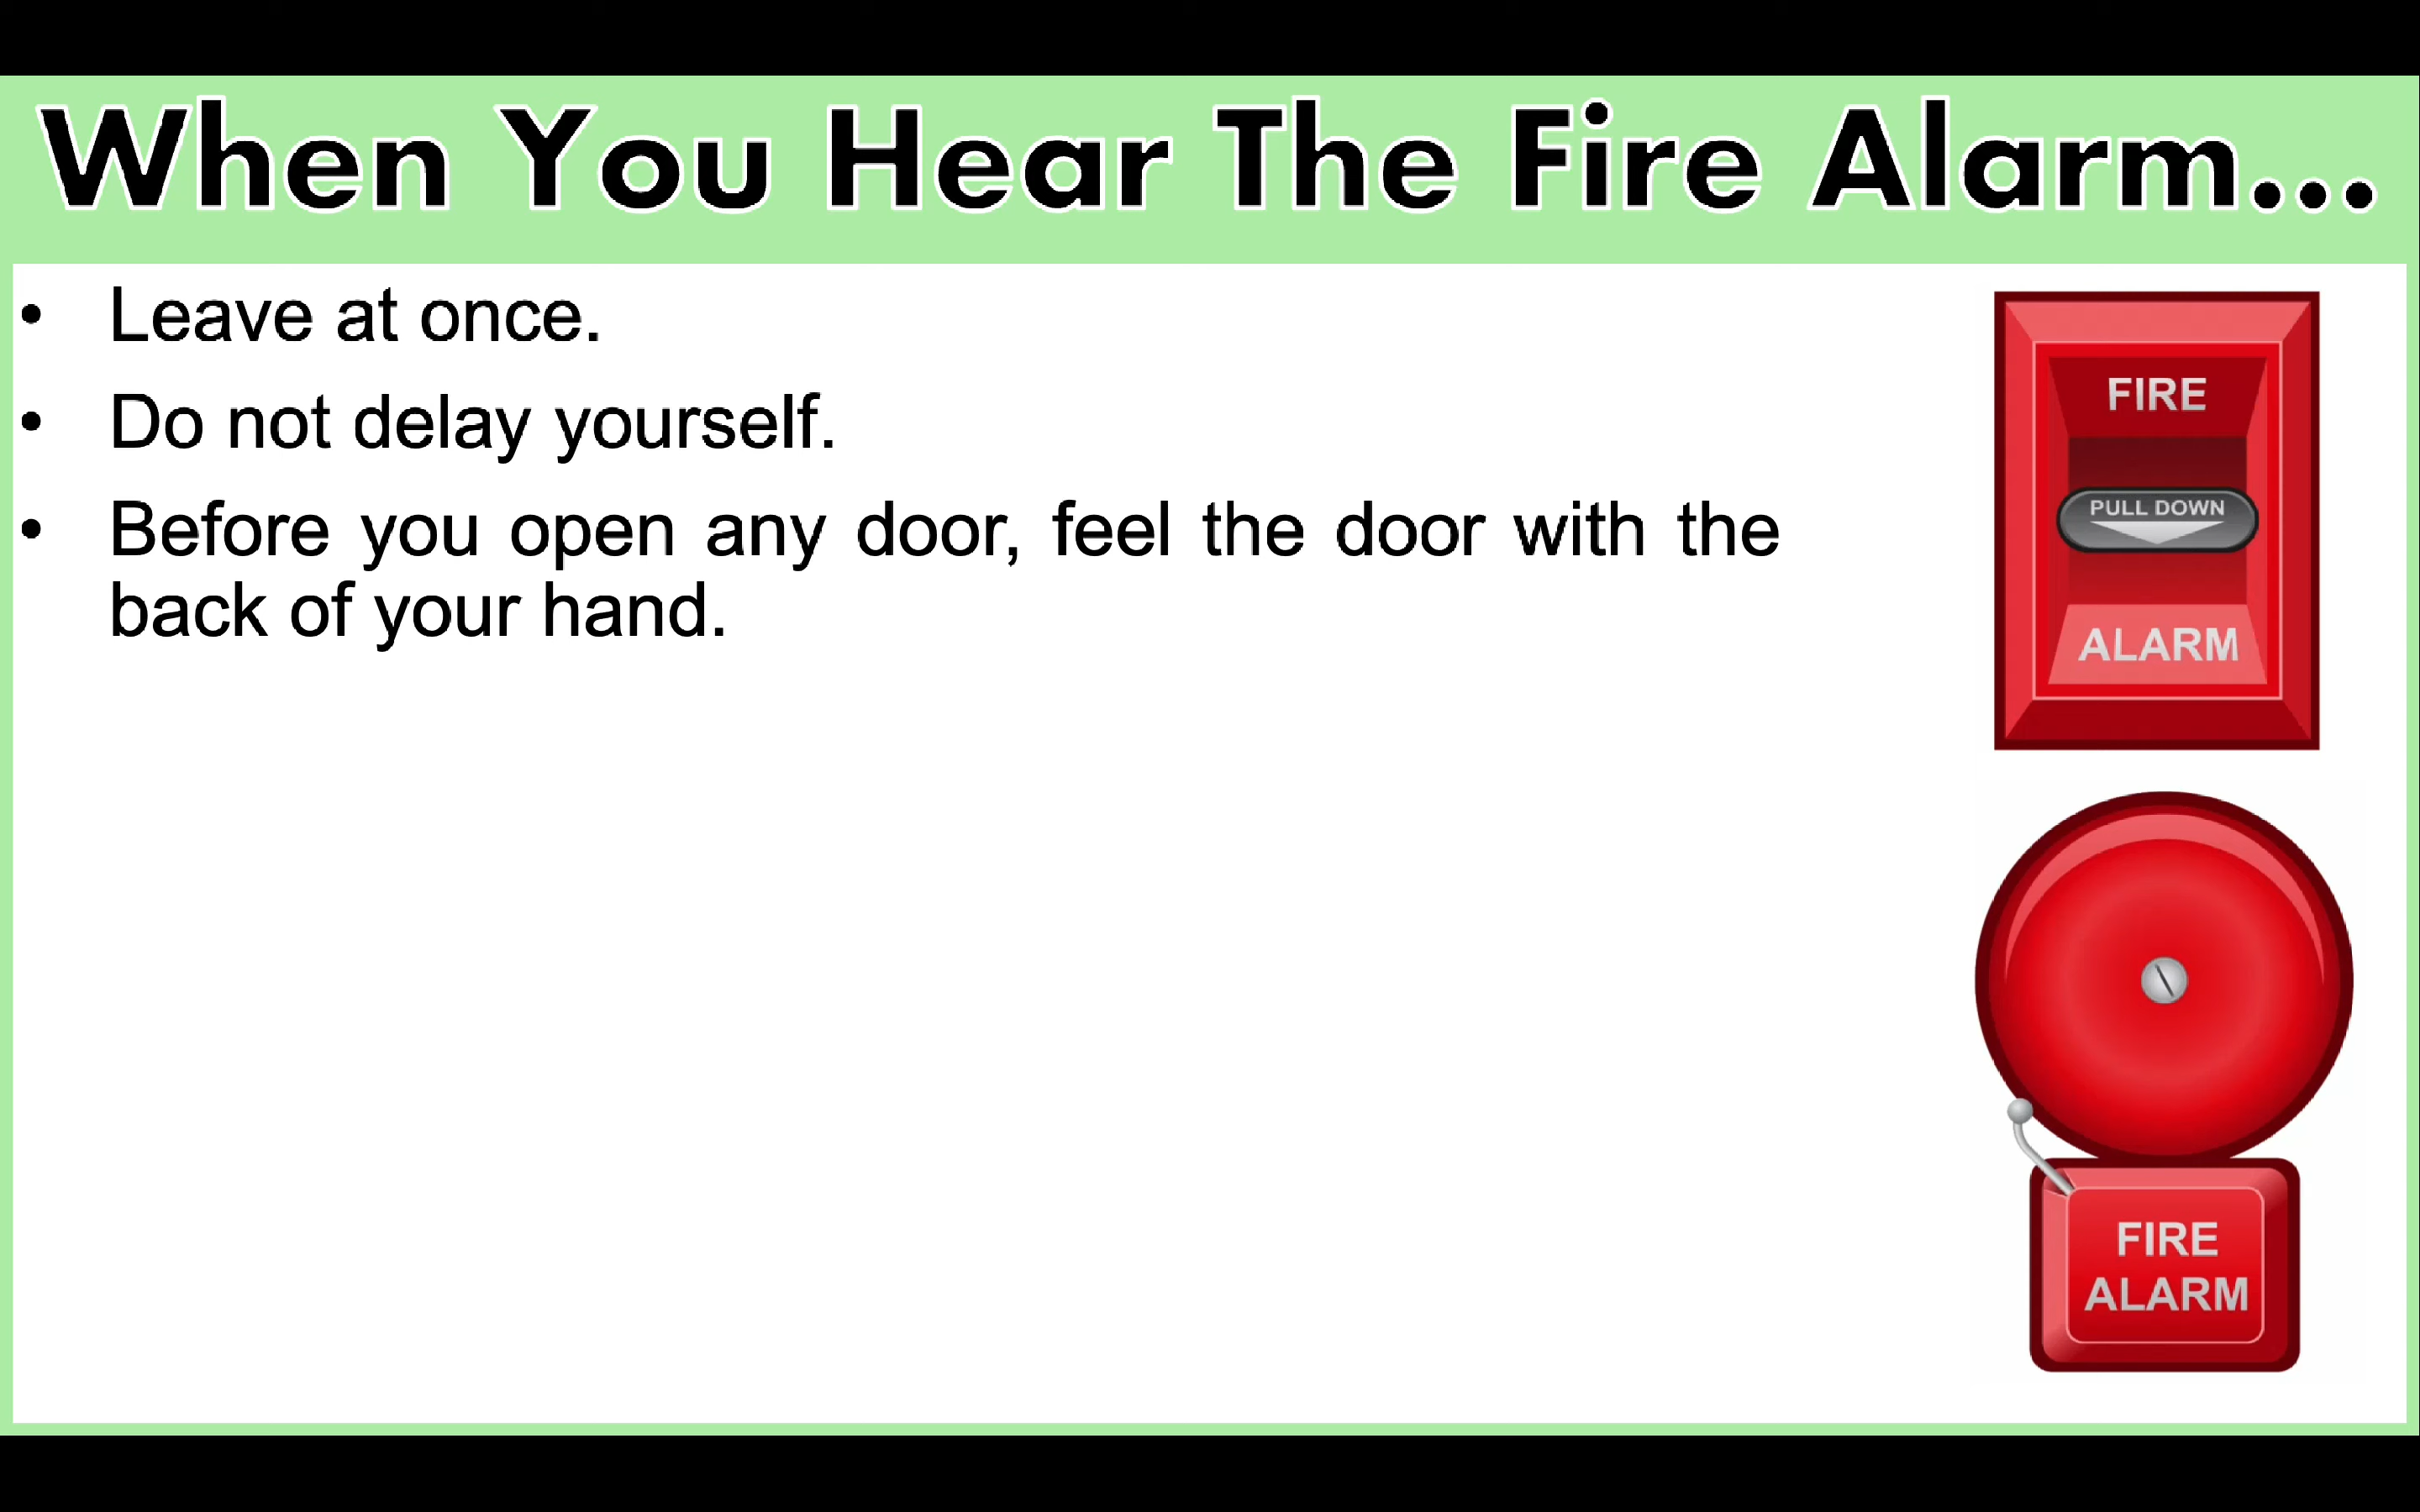 When You Hear The Fire Alarm...
• Leave at once.
• Do not delay yourself.
• Before you open any door, feel the door with the
back of your hand.
FIRE
PULL DOWN
ALARM
FIRE
ALARM